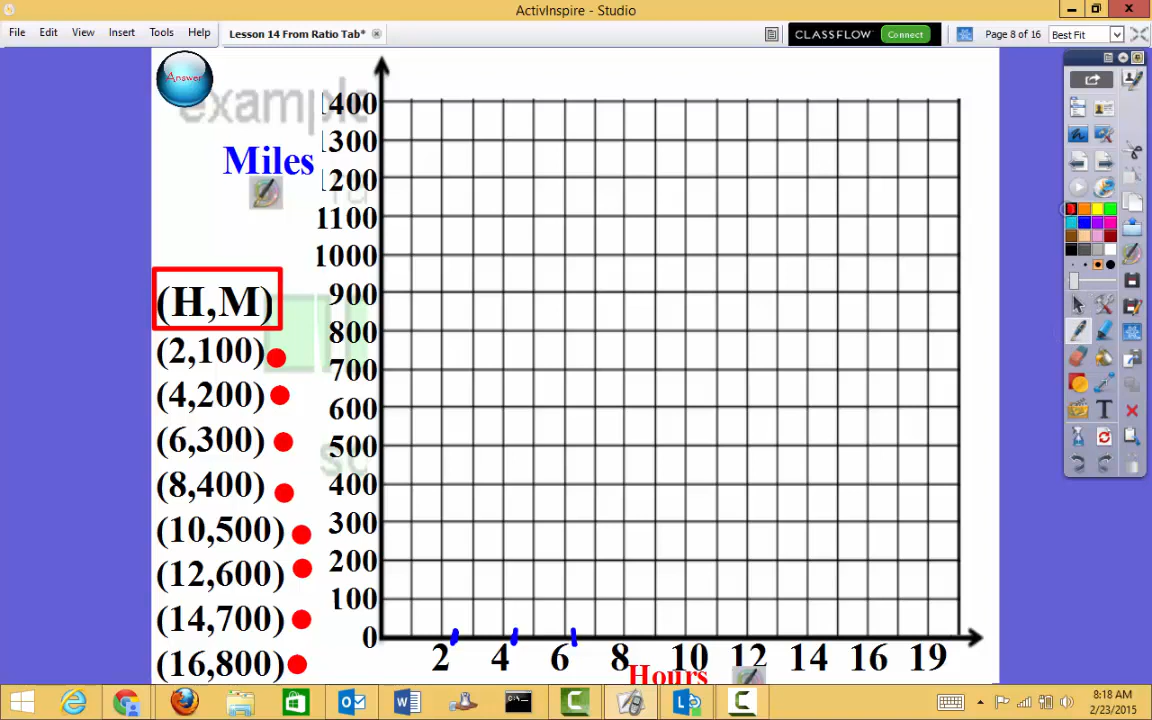 ActivInspire - Studio
File Edit View Insert Tools Help Lesson 14 From Ratio Tab* CLASSFLOW Connect Page 8 of 16 Best Fit
Answer
example
Miles
1400
1300
1200
1100
1000
900
800
700
600
500
400
300
200
100
0
(H,M)
(2,100)
(4,200)
(6,300)
(8,400)
(10,500)
(12,600)
(14,700)
(16,800)
2 4 6 8 10 12 14 16 19
Hours
8:18 AM
2/23/2015